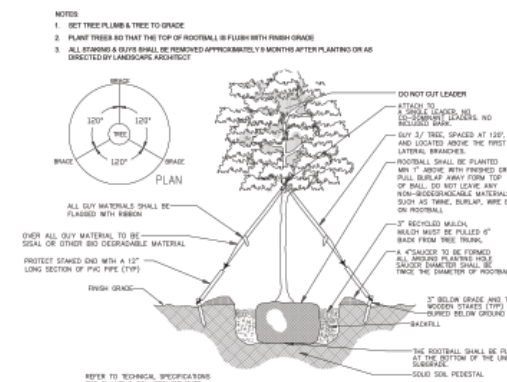 NOTES:
1. SET TREE PLUMB & TREE TO GRADE
2. PLANT TREES SO THAT THE TOP OF ROOTBALL IS FLUSH WITH FINISH GRADE
3. ALL STAKING & GUYS SHALL BE REMOVED APPROXIMATELY 9 MONTHS AFTER PLANTING OR AS
DIRECTED BY LANDSCAPE ARCHITECT
BRACE
120°
120°
TREE
120°
BRACE
BRACE
PLAN
DO NOT CUT LEADER
ATTACH TO
A SINGLE LEADER. NO
CO-DOMINANT LEADERS. NO
INCLUDED BARK.
GUY 3/ TREE, SPACED AT 120°,
AND LOCATED ABOVE THE FIRST
LATERAL BRANCHES.
ROOTBALL SHALL BE PLANTED
MIN 1" ABOVE WITH FINISHED
PULL BURLAP AWAY FORM TOP
OF BALL. DO NOT LEAVE ANY
NON-BIODEGRADEABLE MATERIALS
SUCH AS TWINE, BURLAP, WIRE
ON ROOTBALL
3" RECYCLED MULCH,
MULCH MUST BE PULLED 6"
BACK FROM TREE TRUNK,
A 4" SAUCER TO BE FORMED
ALL AROUND PLANTING HOLE
SAUCER DIAMETER SHALL BE
TWICE THE DIAMETER OF
ALL GUY MATERIALS SHALL BE
FLAGGED WITH RIBBON
OVER ALL GUY MATERIAL TO BE
SISAL OR OTHER BIO DEGRADABLE MATERIAL
PROTECT STAKED END WITH A 12"
LONG SECTION OF PVC PIPE (TYP)
FINISH GRADE
3" BELOW GRADE AND
WOODEN STAKES (TYP)
BURIED BELOW GROUND
BACKFILL
THE ROOTBALL SHALL BE
AT THE BOTTOM OF THE
SUBGRADE.
SOLID SOIL PEDESTAL
REFER TO TECHNICAL SPECIFICATIONS